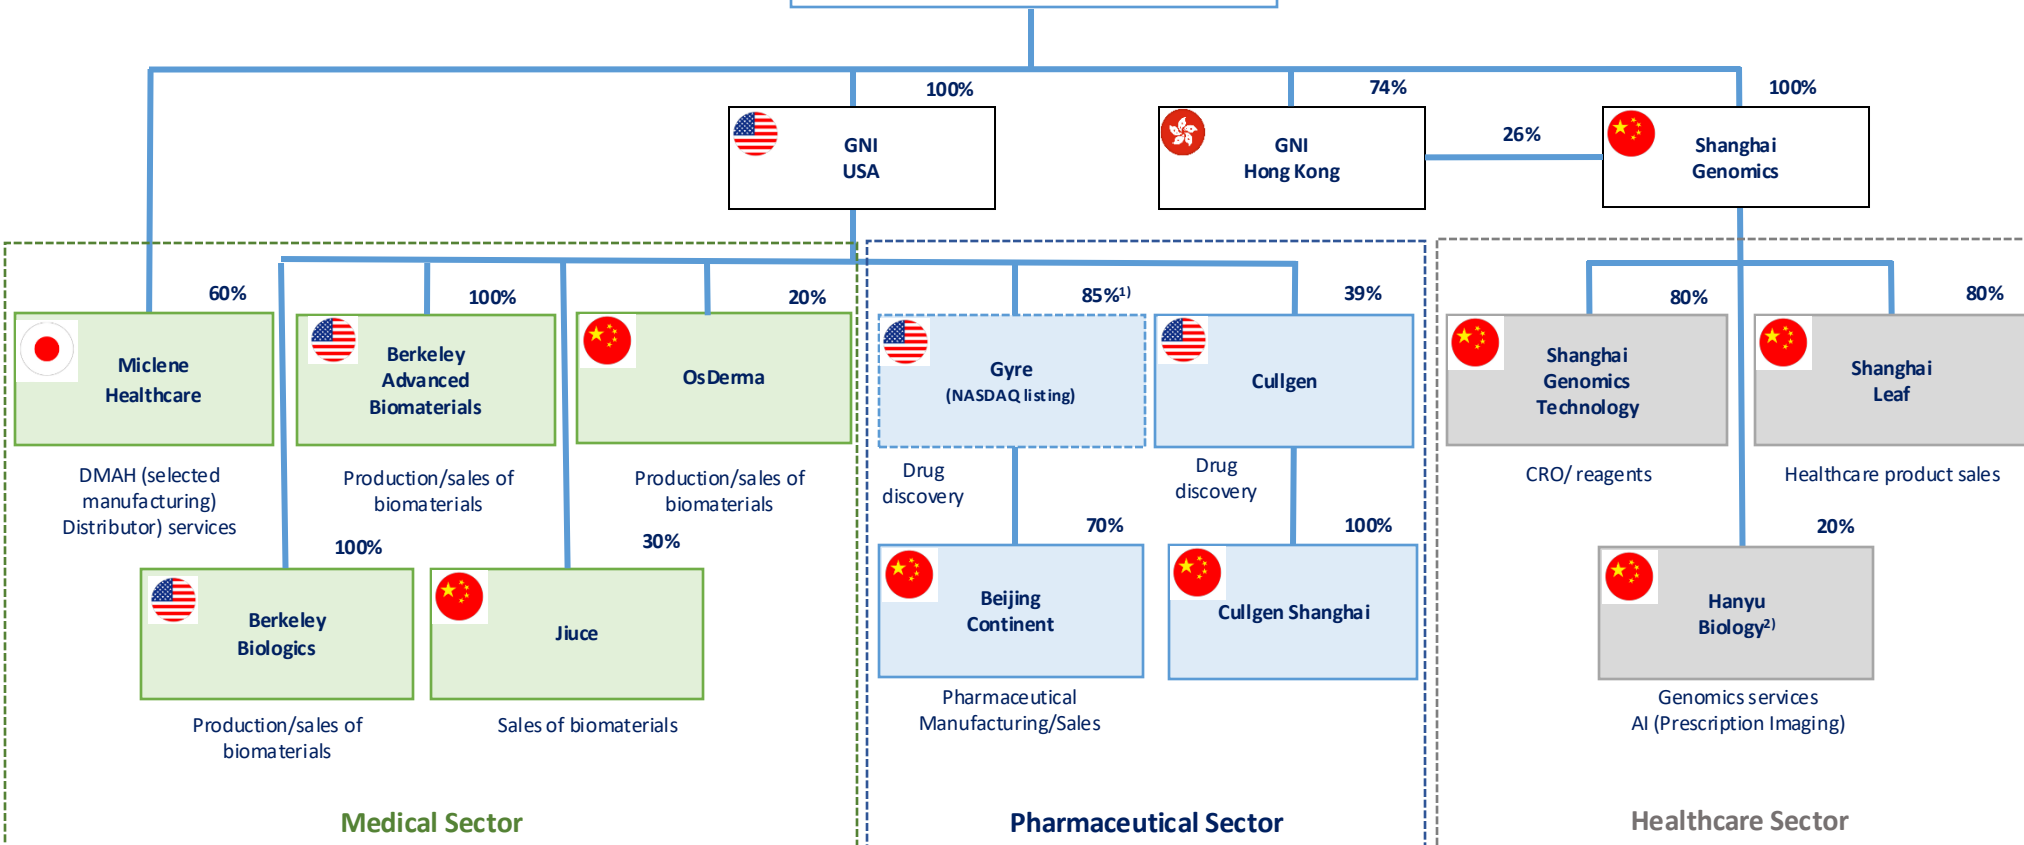 100%
74%
100%
26%
GNI
USA
GNI
Hong Kong
Shanghai
Genomics
60%
100%
20%
85%¹⁾
39%
80%
80%
Miclene
Healthcare
Berkeley
Advanced
Biomaterials
OsDerma
Gyre
(NASDAQ listing)
Cullgen
Shanghai
Genomics
Technology
Shanghai
Leaf
DMAH (selected
manufacturing)
Distributor) services
Production/sales of
biomaterials
Production/sales of
biomaterials
Drug
discovery
Drug
discovery
CRO/ reagents
Healthcare product sales
100%
30%
70%
100%
20%
Berkeley
Biologics
Jiuce
Beijing
Continent
Cullgen Shanghai
Hanyu
Biology²⁾
Production/sales of
biomaterials
Sales of biomaterials
Pharmaceutical
Manufacturing/Sales
Genomics services
AI (Prescription Imaging)
Medical Sector
Pharmaceutical Sector
Healthcare Sector